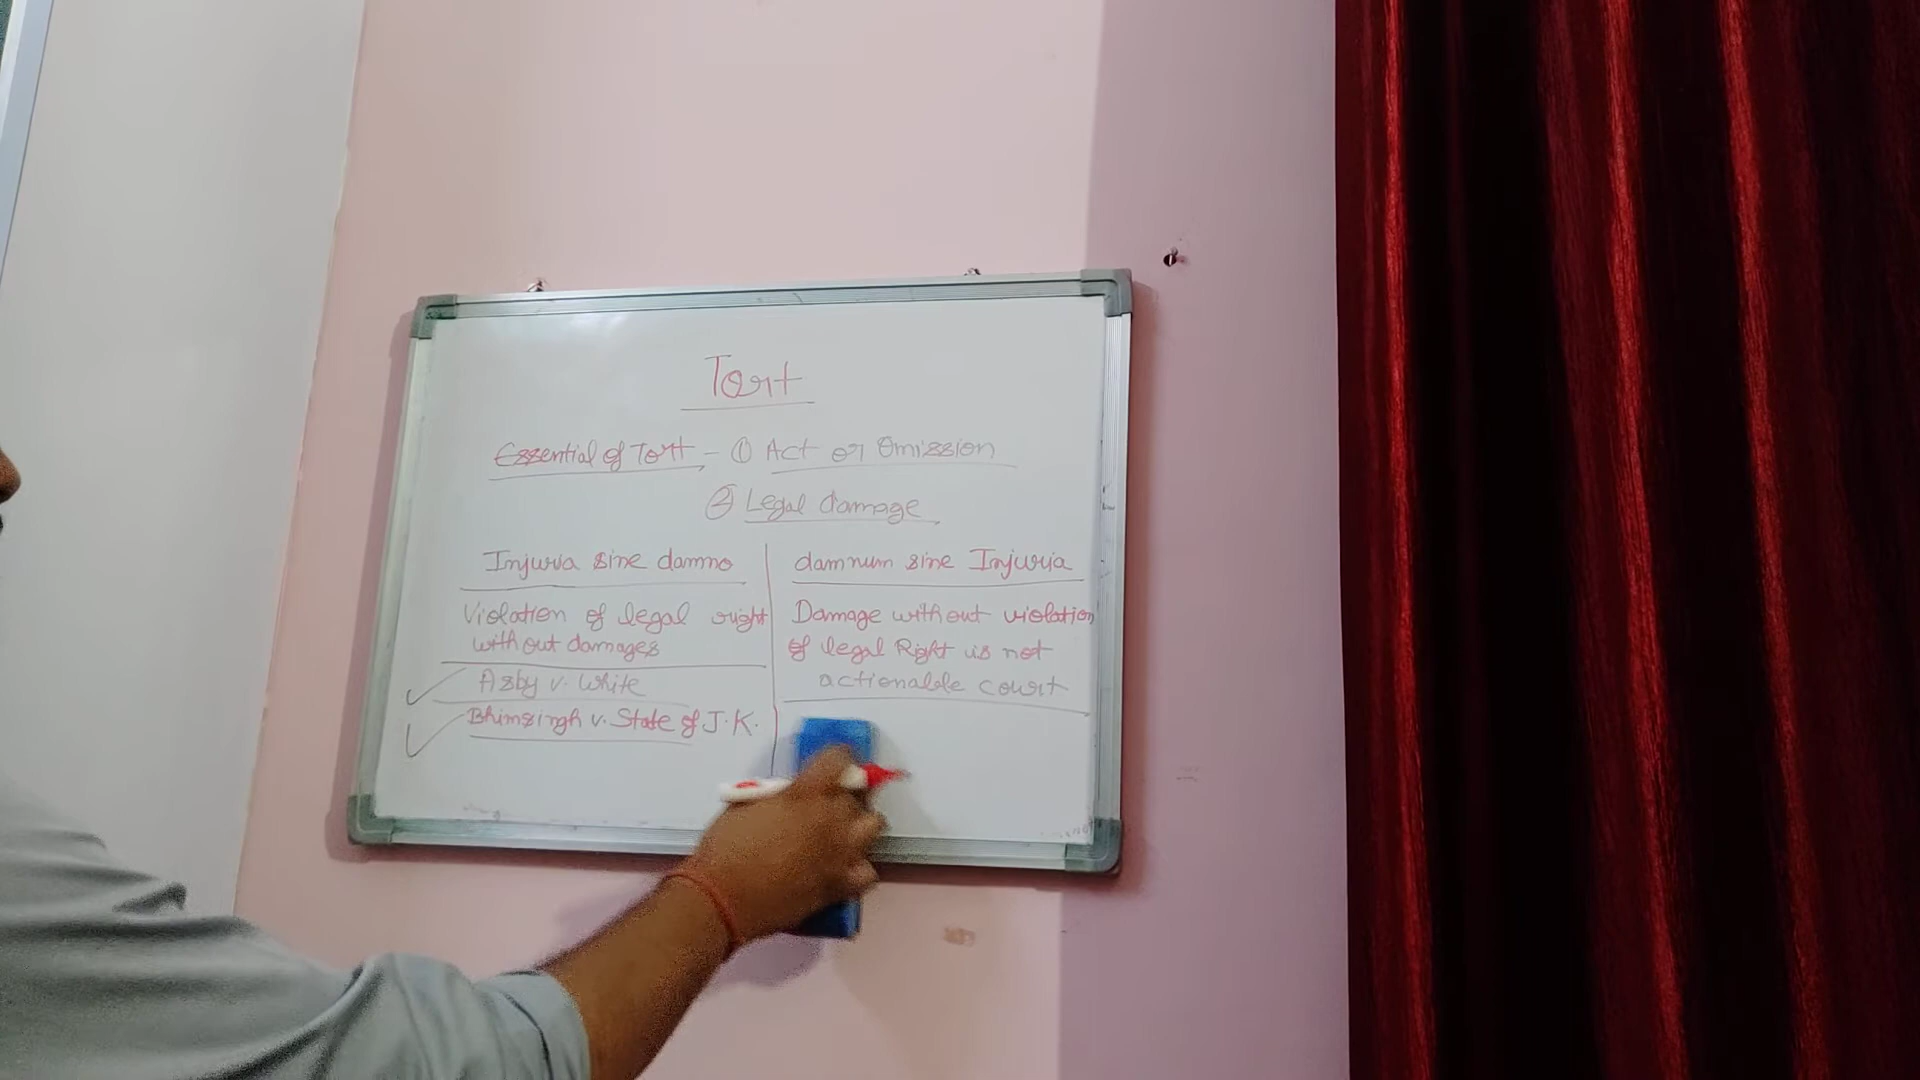 Tort
Essential of Tort - ① Act or Omission
② Legal damage
Injuria sine damno
Violation of legal right
without damages
Asby v. White
Bhimsingh v. State of J.K.
damnum sine Injuria
Damage without violation
of legal Right is not
actionable court